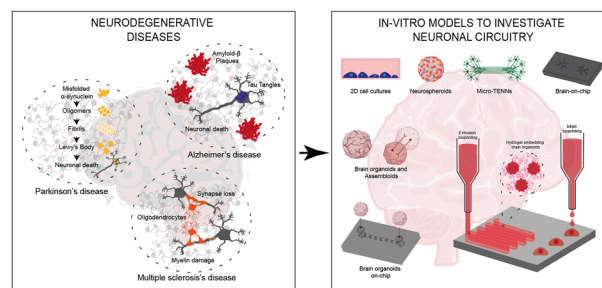 NEURODEGENERATIVE
DISEASES
Misfolded
α-synuclein
Oligomers
Fibrils
Lewy's Body
Neuronal death
Parkinson's disease
Amyloid-β
Plaques
Tau Tangles
Neuronal death
Alzheimer's disease
Synapse loss
Oligodendrocytes
Myelin damage
Multiple sclerosis's disease
IN-VITRO MODELS TO INVESTIGATE
NEURONAL CIRCUITRY
2D cell cultures
Neurospheroids
Micro-TENNs
Brain-on-chip
Brain organoids and
Assembloids
Extrusion
bioprinting
Hydrogel embedding
brain organoids
Inkjet
bioprinting
Brain organoids
on-chip